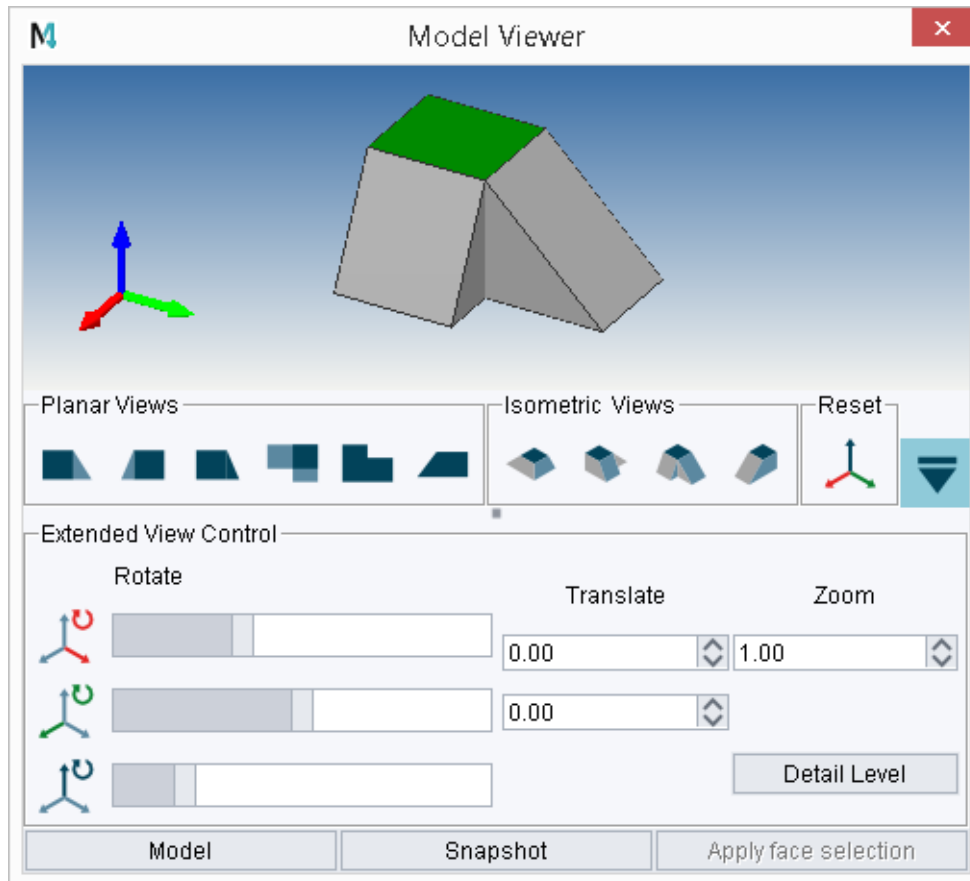 M4
Model Viewer
Planar Views
Isometric Views
Reset
Extended View Control
Rotate
Translate
Zoom
0.00
1.00
0.00
Detail Level
Model
Snapshot
Apply face selection